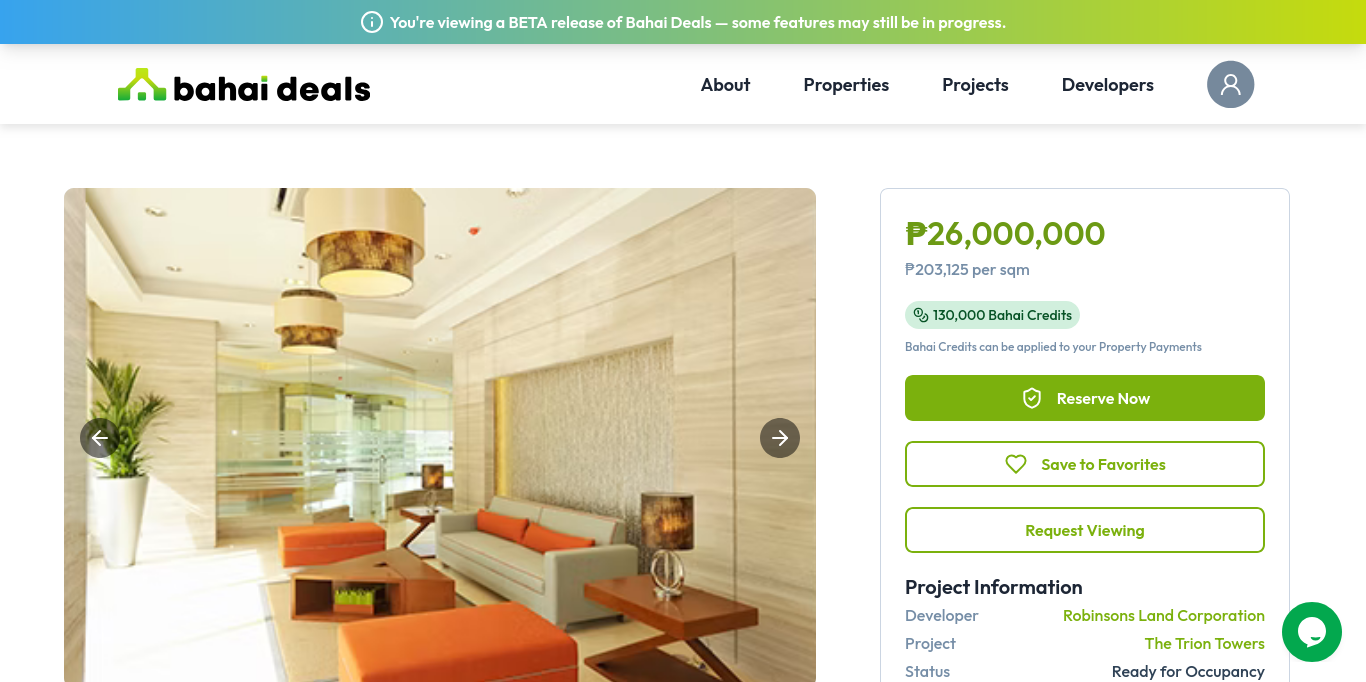 You're viewing a BETA release of Bahai Deals — some features may still be in progress.
bahai deals
About
Properties
Projects
Developers
₱26,000,000
₱203,125 per sqm
130,000 Bahai Credits
Bahai Credits can be applied to your Property Payments
Reserve Now
Save to Favorites
Request Viewing
Project Information
Developer Robinsons Land Corporation
Project The Trion Towers
Status Ready for Occupancy